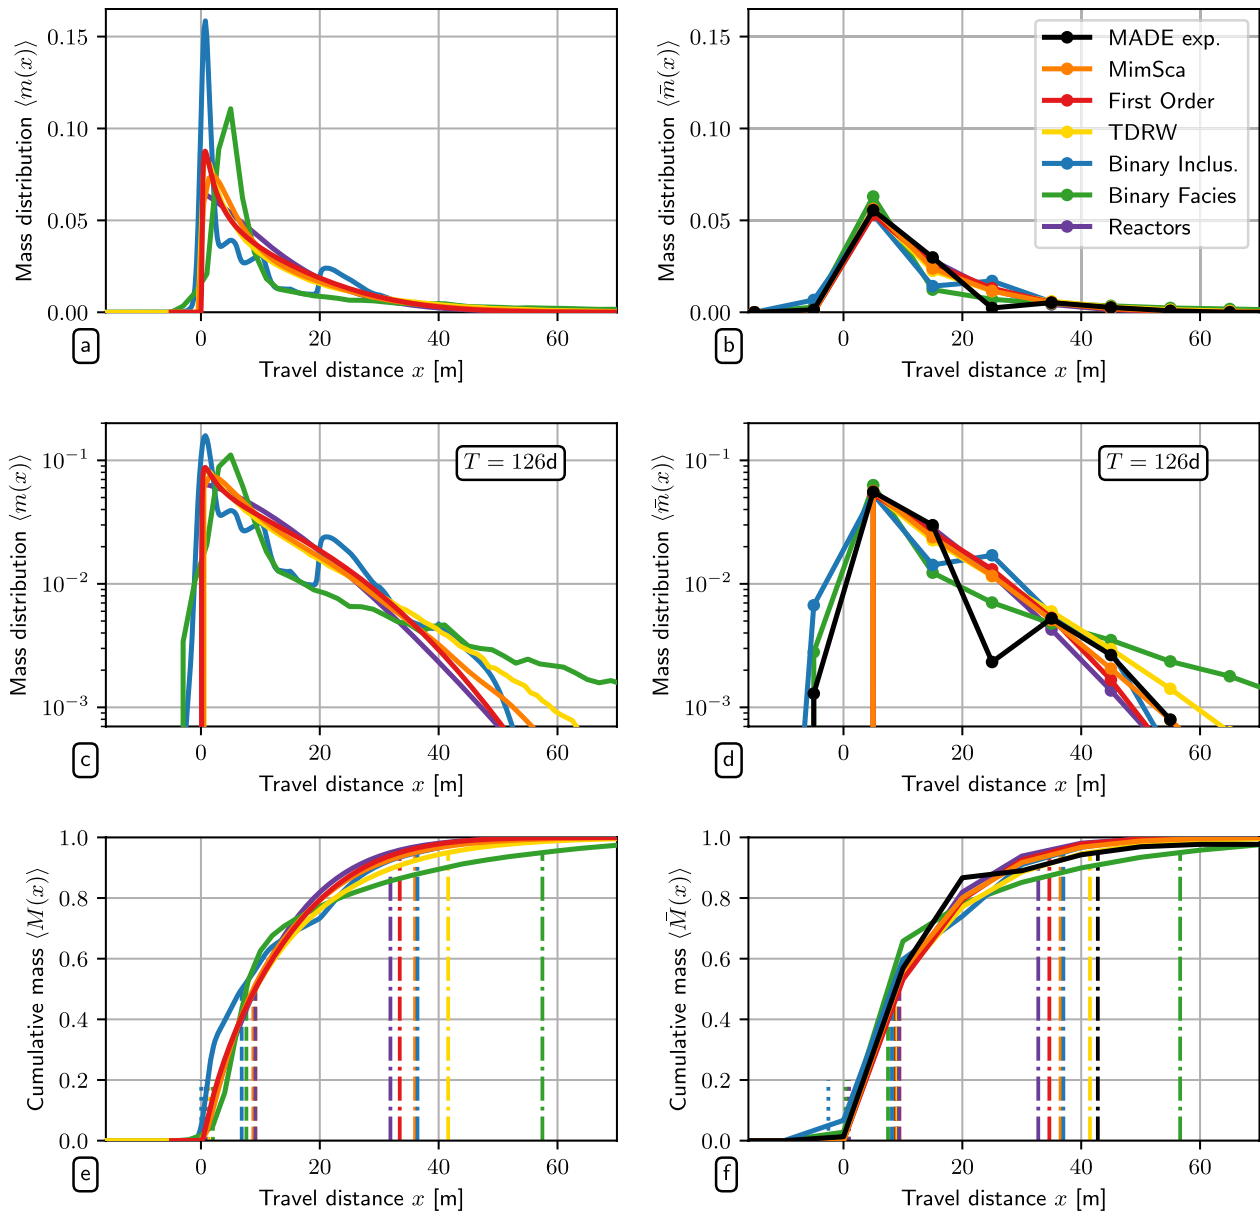 0.15
0.10
0.05
0.00
Mass distribution ⟨m(x)⟩
0
20
40
60
Travel distance x [m]
a
0.15
0.10
0.05
0.00
Mass distribution ⟨m̄(x)⟩
0
20
40
60
Travel distance x [m]
b
MADE exp.
MimSca
First Order
TDRW
Binary Inclus.
Binary Facies
Reactors
10⁻¹
10⁻²
10⁻³
Mass distribution ⟨m(x)⟩
T = 126d
0
20
40
60
Travel distance x [m]
c
10⁻¹
10⁻²
10⁻³
Mass distribution ⟨m̄(x)⟩
T = 126d
0
20
40
60
Travel distance x [m]
d
1.0
0.8
0.6
0.4
0.2
0.0
Cumulative mass ⟨M(x)⟩
0
20
40
60
Travel distance x [m]
e
1.0
0.8
0.6
0.4
0.2
0.0
Cumulative mass ⟨M̄(x)⟩
0
20
40
60
Travel distance x [m]
f